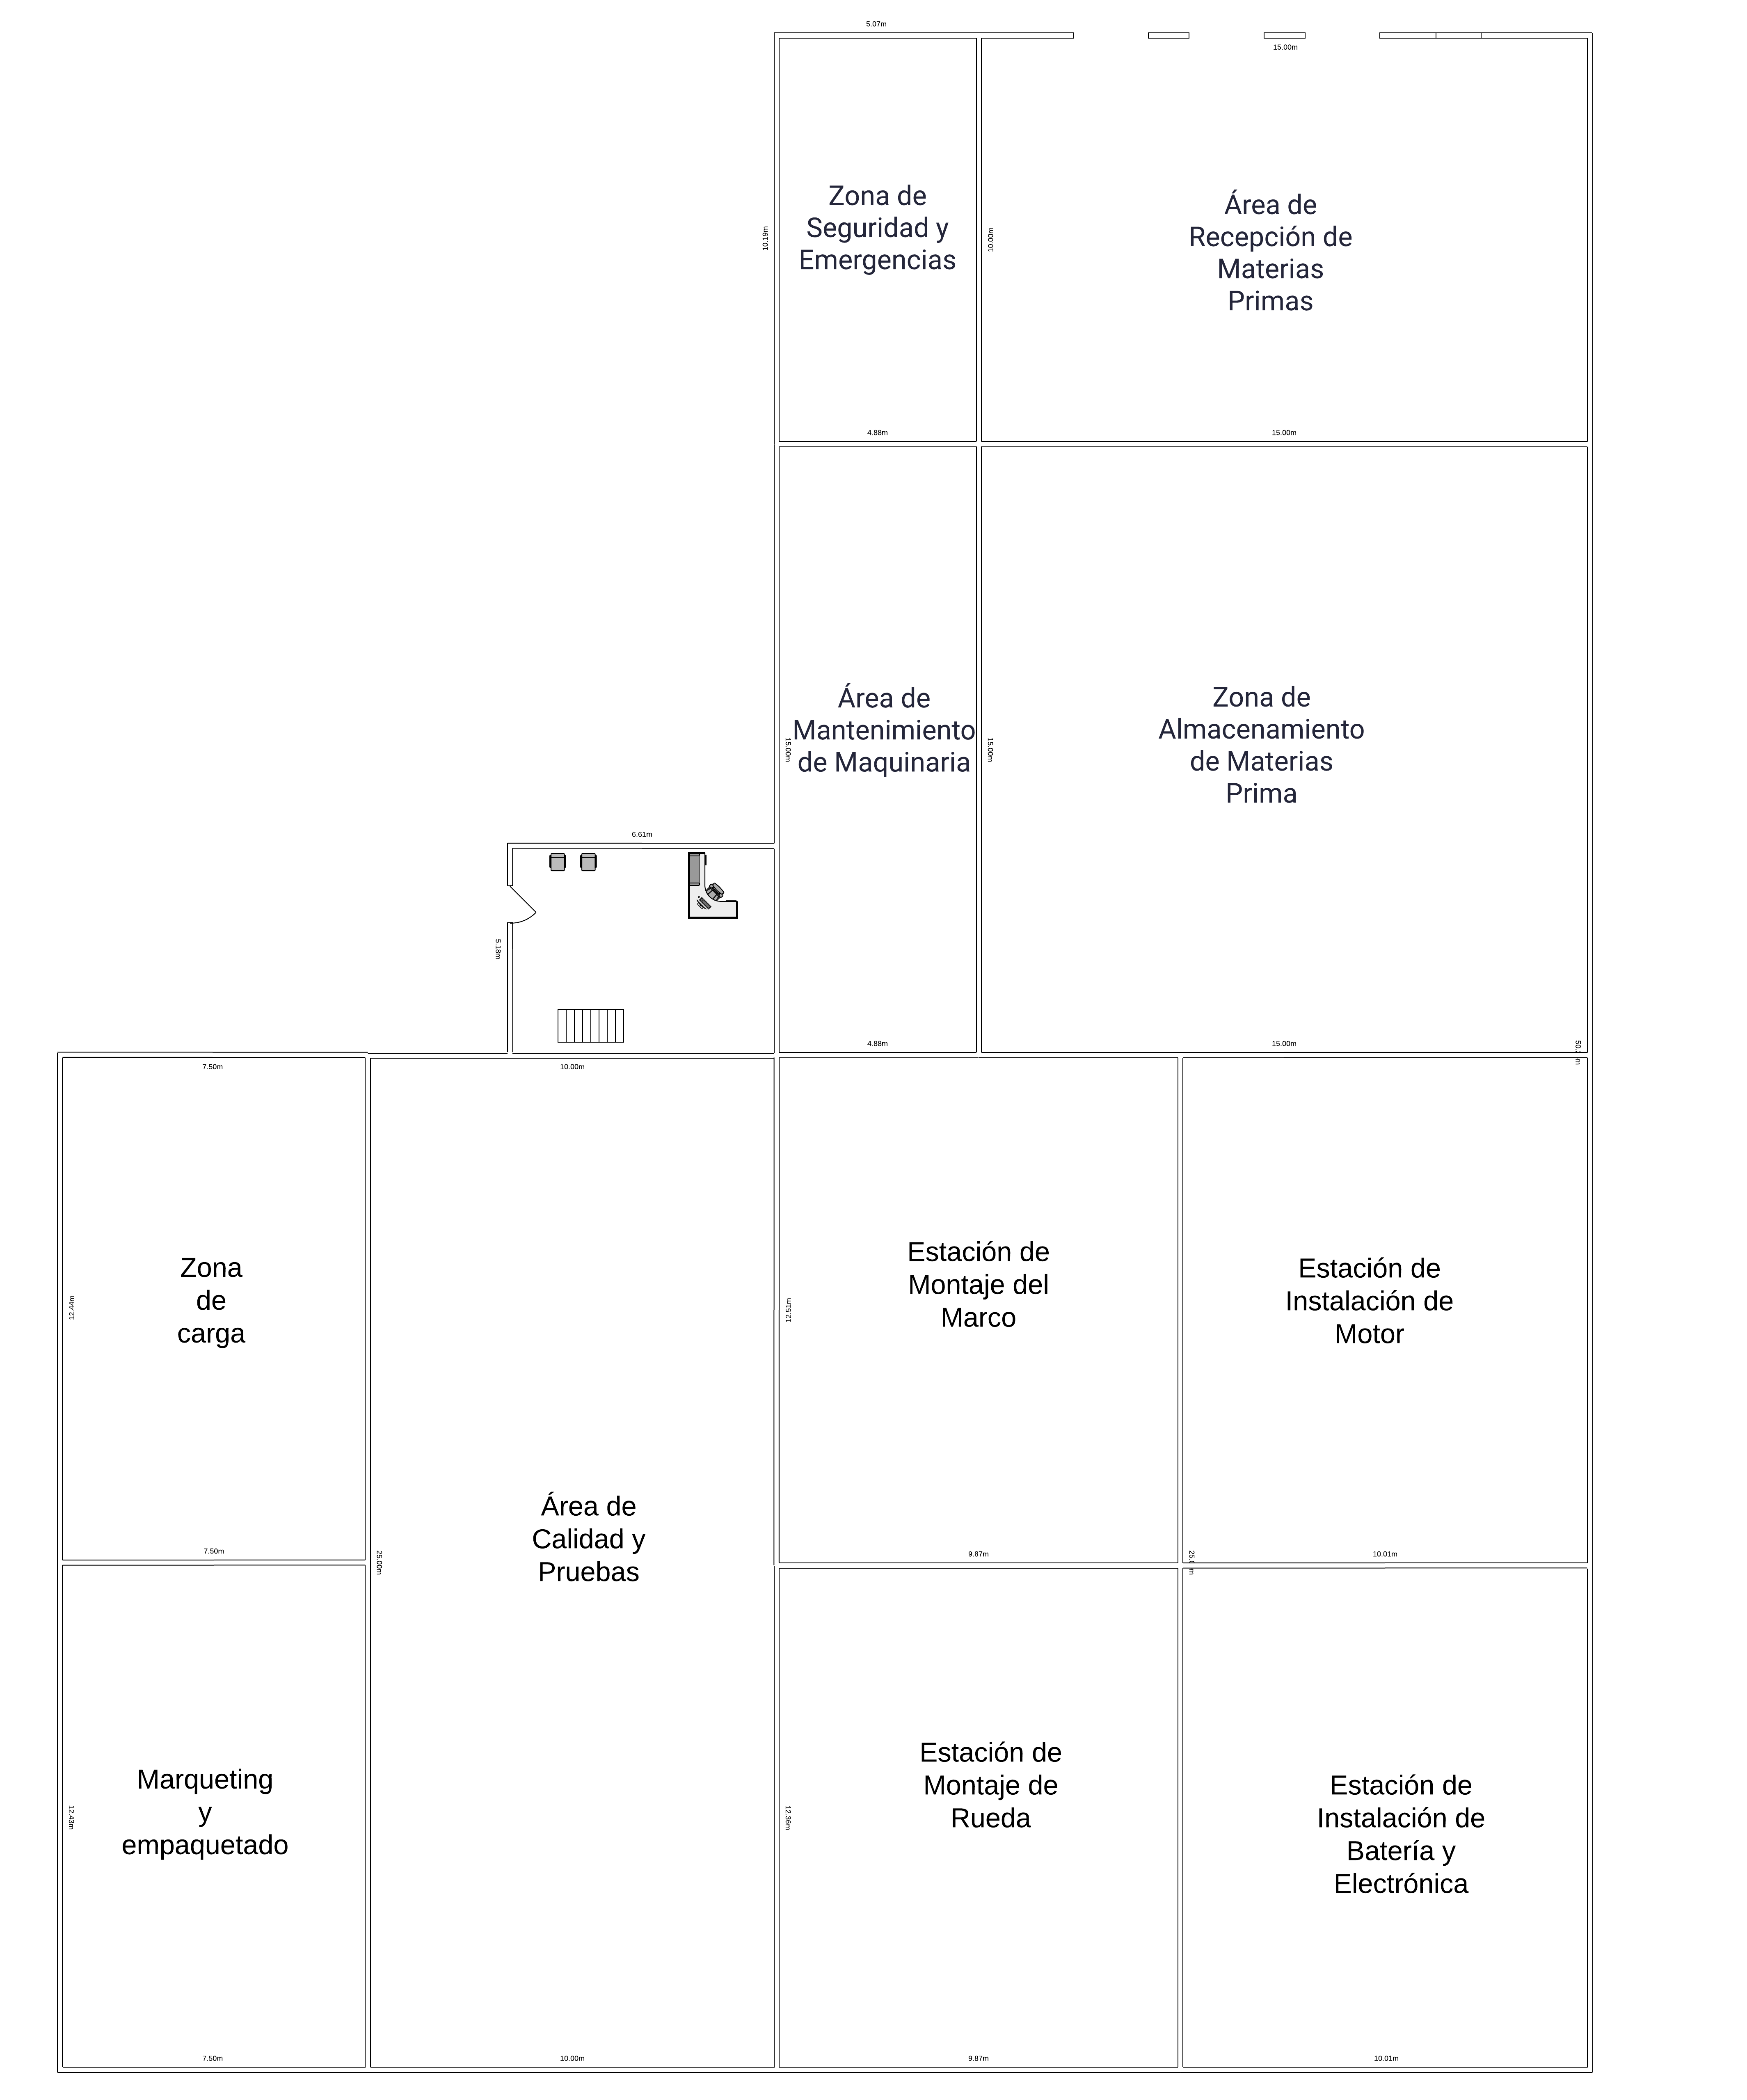 5.07m
15.00m
Zona de
Seguridad y
Emergencias
10.19m
10.00m
Área de
Recepción de
Materias
Primas
4.88m
15.00m
Área de
Mantenimiento
de Maquinaria
15.00m
15.00m
Zona de
Almacenamiento
de Materias
Prima
6.61m
5.18m
4.88m
15.00m
7.50m
10.00m
Zona
de
carga
12.44m
Estación de
Montaje del
Marco
12.51m
Estación de
Instalación de
Motor
7.50m
9.87m
10.01m
Área de
Calidad y
Pruebas
25.00m
Marqueting
y
empaquetado
12.43m
Estación de
Montaje de
Rueda
12.36m
Estación de
Instalación de
Batería y
Electrónica
7.50m
10.00m
9.87m
10.01m